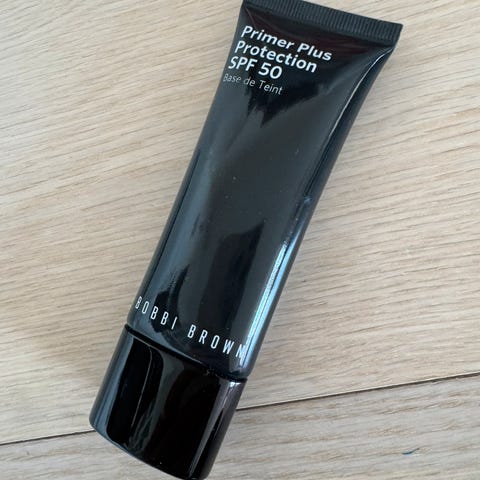 Primer Plus
Protection
SPF 50
Base de Teint
BOBBI BROWN